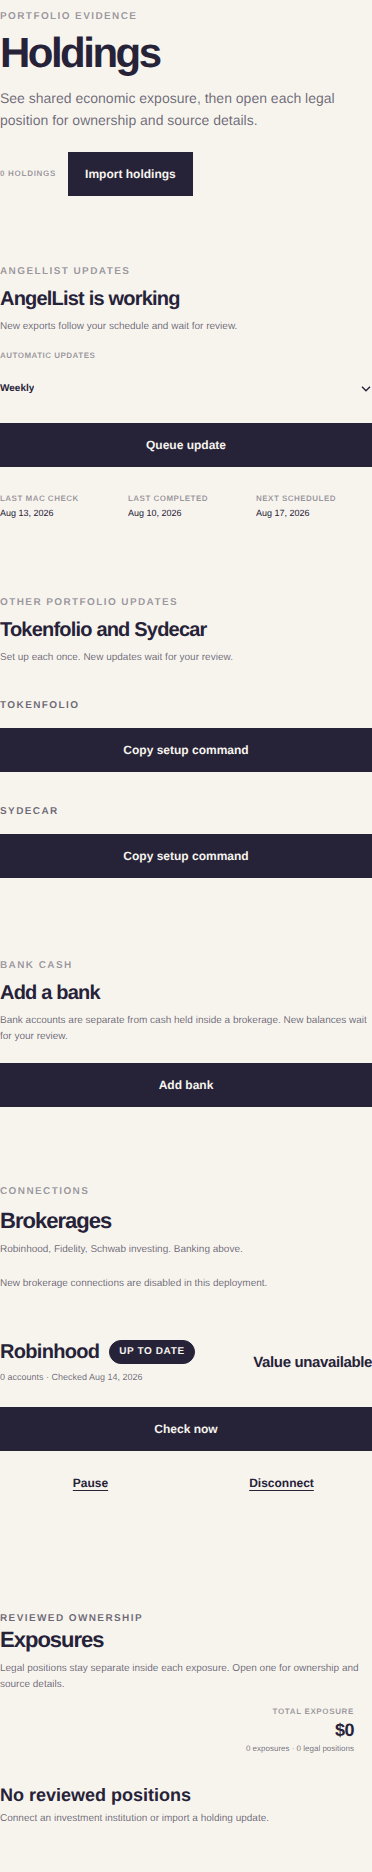 PORTFOLIO EVIDENCE
Holdings
See shared economic exposure, then open each legal
position for ownership and source details.
0 HOLDINGS
Import holdings
ANGELLIST UPDATES
AngelList is working
New exports follow your schedule and wait for review.
AUTOMATIC UPDATES
Weekly
Queue update
LAST MAC CHECK
Aug 13, 2026
LAST COMPLETED
Aug 10, 2026
NEXT SCHEDULED
Aug 17, 2026
OTHER PORTFOLIO UPDATES
Tokenfolio and Sydecar
Set up each once. New updates wait for your review.
TOKENFOLIO
Copy setup command
SYDECAR
Copy setup command
BANK CASH
Add a bank
Bank accounts are separate from cash held inside a brokerage. New balances wait
for your review.
Add bank
CONNECTIONS
Brokerages
Robinhood, Fidelity, Schwab investing. Banking above.
New brokerage connections are disabled in this deployment.
Robinhood
UP TO DATE
0 accounts · Checked Aug 14, 2026
Value unavailable
Check now
Pause
Disconnect
REVIEWED OWNERSHIP
Exposures
Legal positions stay separate inside each exposure. Open one for ownership and
source details.
TOTAL EXPOSURE
$0
0 exposures · 0 legal positions
No reviewed positions
Connect an investment institution or import a holding update.